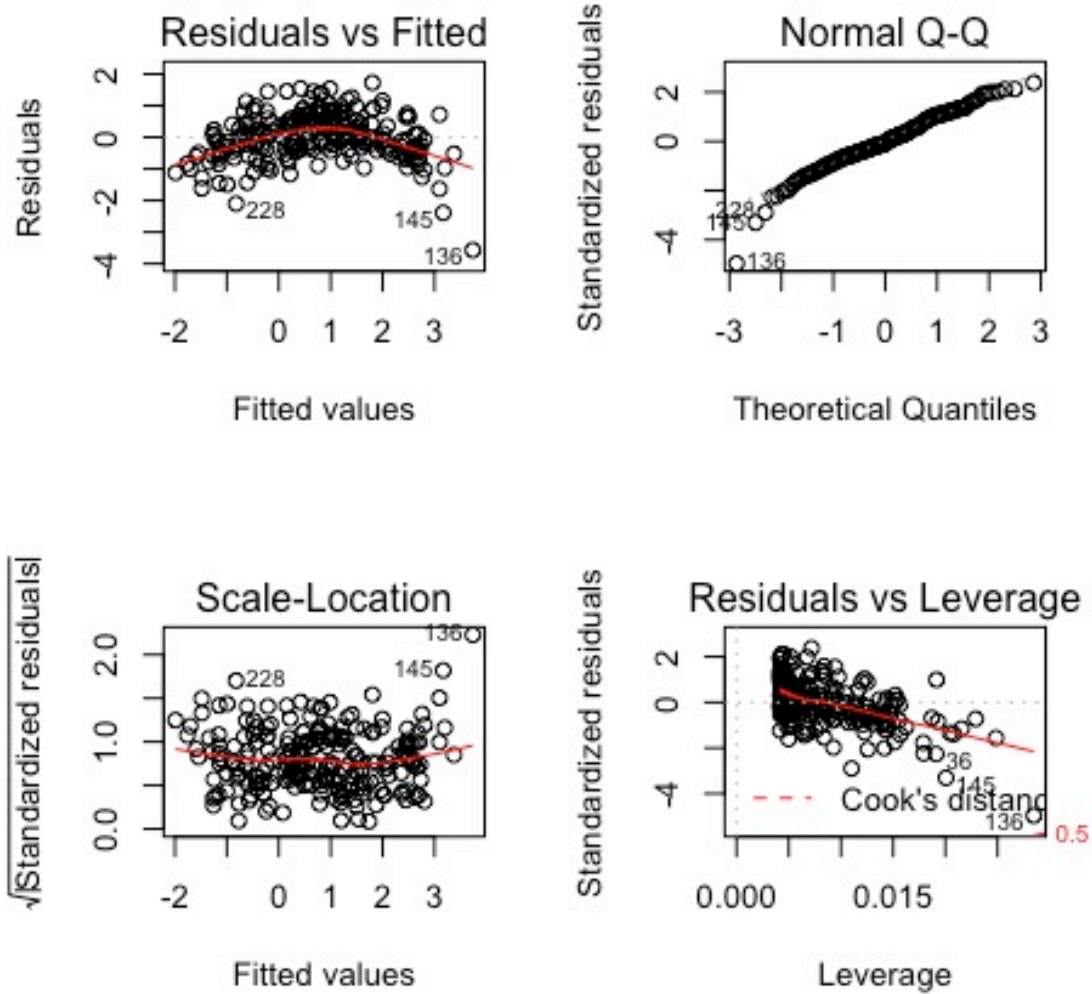 Residuals vs Fitted
Residuals
2
0
-2
-4
228
145
136
-2 0 1 2 3
Fitted values
Normal Q-Q
Standardized residuals
2
0
-4
228
145
136
-3 -1 0 1 2 3
Theoretical Quantiles
Scale-Location
√|Standardized residuals|
2.0
1.0
0.0
136
145
228
-2 0 1 2 3
Fitted values
Residuals vs Leverage
Standardized residuals
2
0
-4
36
145
Cook's distanc
136
0.5
0.000 0.015
Leverage